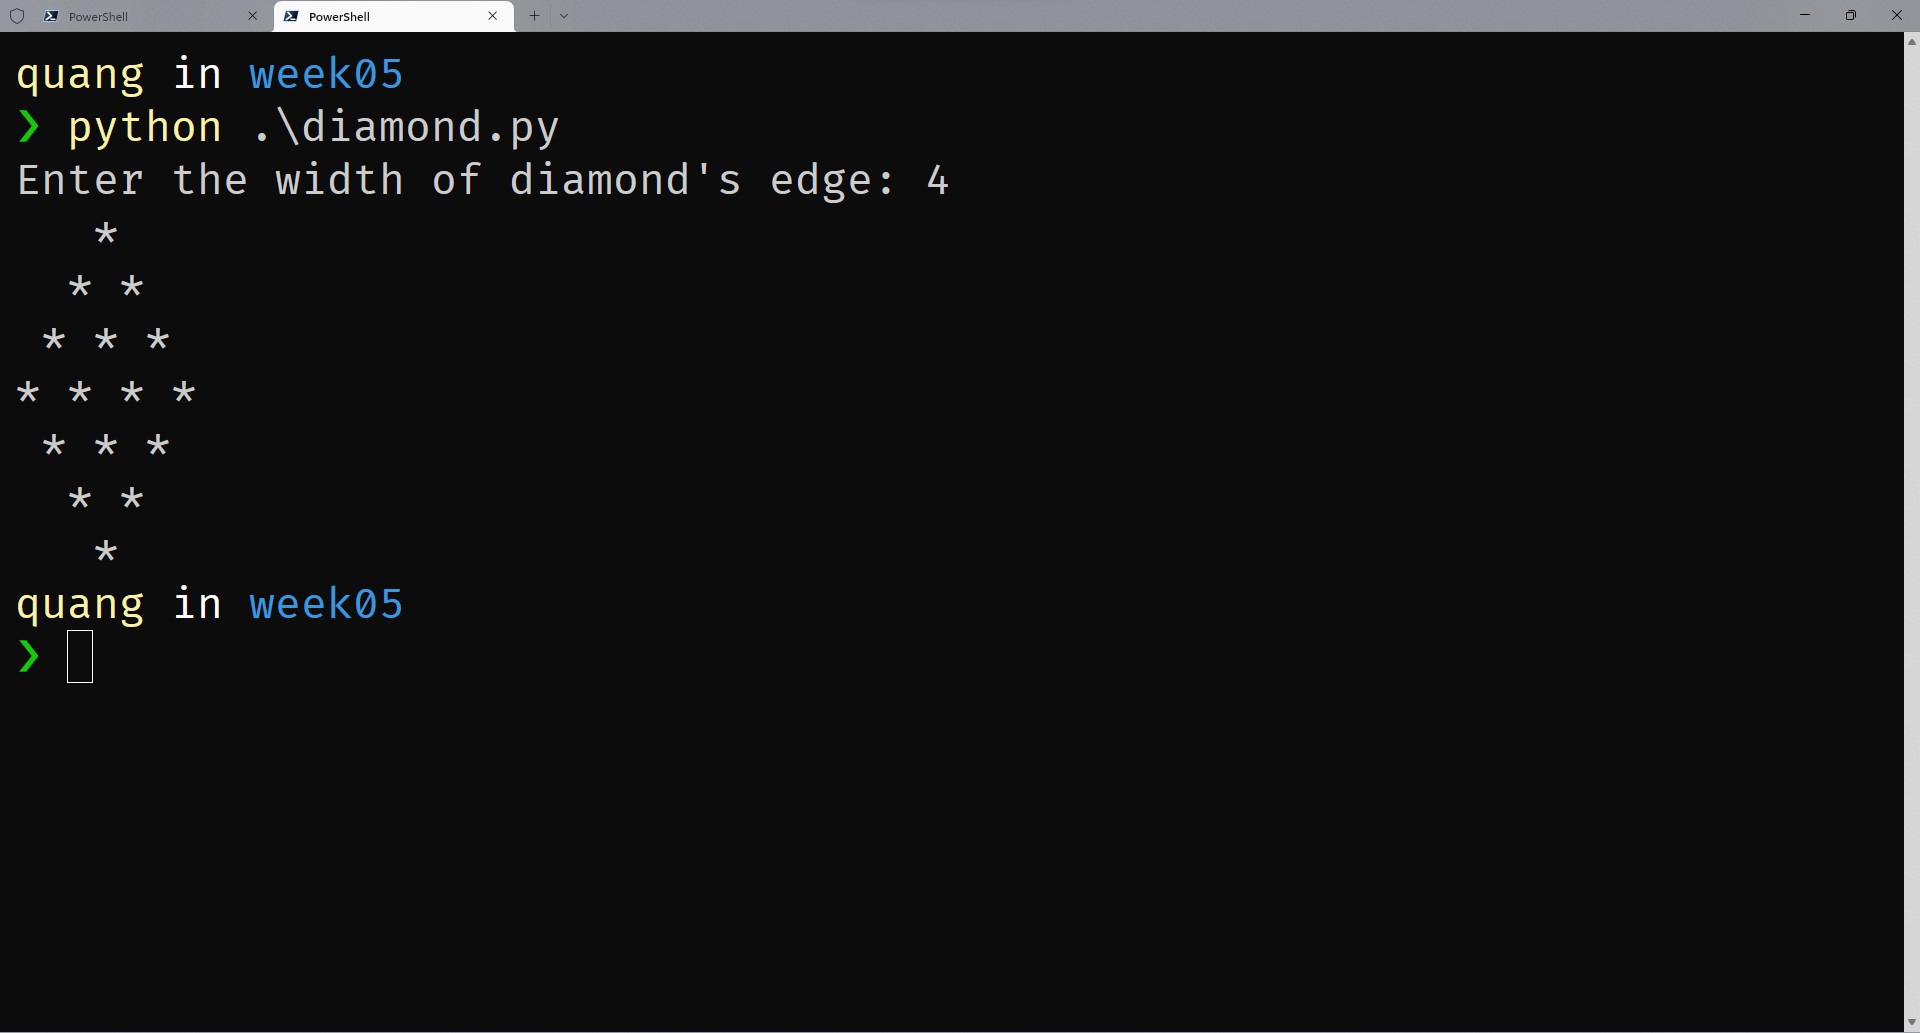 PowerShell PowerShell
quang in week05
❯ python .\diamond.py
Enter the width of diamond's edge: 4
   *
  * *
 * * *
* * * *
 * * *
  * *
   *
quang in week05
❯